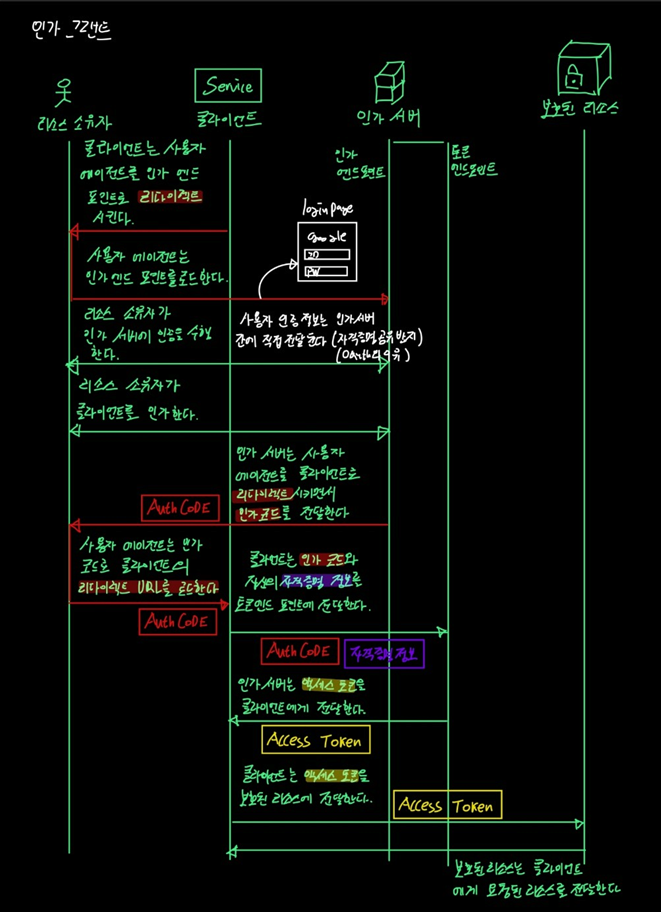 인가 그랜트
Service
리소스 소유자
클라이언트
인가 서버
보호된 리소스
클라이언트는 사용자
에이전트를 인가 엔드
포인트로 리다이렉트
시킨다.
인가
엔드포인트
토큰
엔드포인트
login page
Google
ID
PW
사용자 에이전트는
인가 엔드 포인트를 로드한다.
리소스 소유자가
인가 서버에 인증을 수행
한다.
사용자 인증 정보는 인가서버
간에 직접 전달된다 (자격증명 공유 방지)
리소스 소유자가
클라이언트를 인가한다.
인가 서버는 사용자
에이전트를 클라이언트로
리다이렉트 시키면서
인가코드를 전달한다
Auth CODE
사용자 에이전트는 인가
코드로 클라이언트의
리다이렉트 URL를 로드한다
클라언트는 인가 코드와
자신의 자격증명 정보를
토큰엔드 포인트에 전달한다.
Auth CODE
Auth CODE
자격증명 정보
인가 서버는 액세스 토큰을
클라이언트에게 전달한다.
Access Token
클라이언트는 액세스 토큰을
보호된 리소스에 전달한다.
Access Token
보호된 리소스는 클라이언트
에게 요청된 리소스로 전달한다